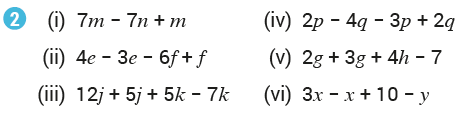 2 (i) 7m − 7n + m (iv) 2p − 4q − 3p + 2q
(ii) 4e − 3e − 6f + f (v) 2g + 3g + 4h − 7
(iii) 12j + 5j + 5k − 7k (vi) 3x − x + 10 − y